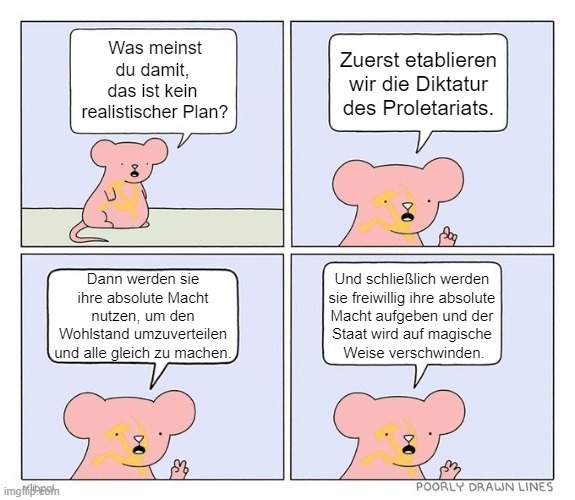 Was meinst
du damit,
das ist kein
realistischer Plan?
Zuerst etablieren
wir die Diktatur
des Proletariats.
Dann werden sie
ihre absolute Macht
nutzen, um den
Wohlstand umzuverteilen
und alle gleich zu machen.
Und schließlich werden
sie freiwillig ihre absolute
Macht aufgeben und der
Staat wird auf magische
Weise verschwinden.
imgflip.com
POORLY DRAWN LINES